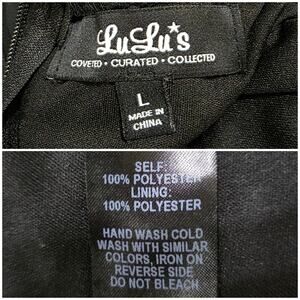 LuLu*s
COVETED • CURATED • COLLECTED
L
MADE IN
CHINA
SELF:
100% POLYESTER
LINING:
100% POLYESTER
HAND WASH COLD
WASH WITH SIMILAR
COLORS, IRON ON
REVERSE SIDE
DO NOT BLEACH